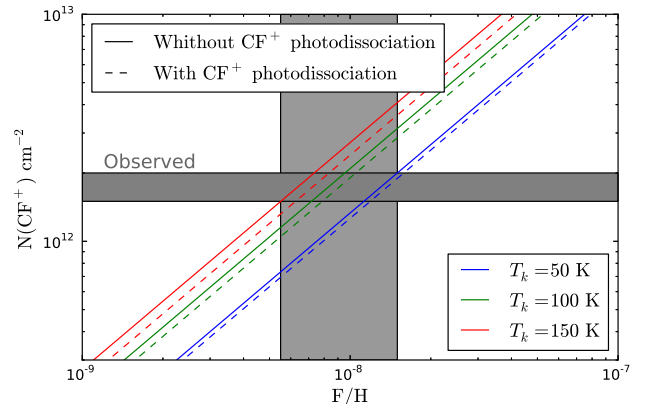 10^13
Whithout CF^+ photodissociation
With CF^+ photodissociation
Observed
N(CF^+) cm^-2
10^12
T_k=50 K
T_k=100 K
T_k=150 K
10^-9
10^-8
10^-7
F/H